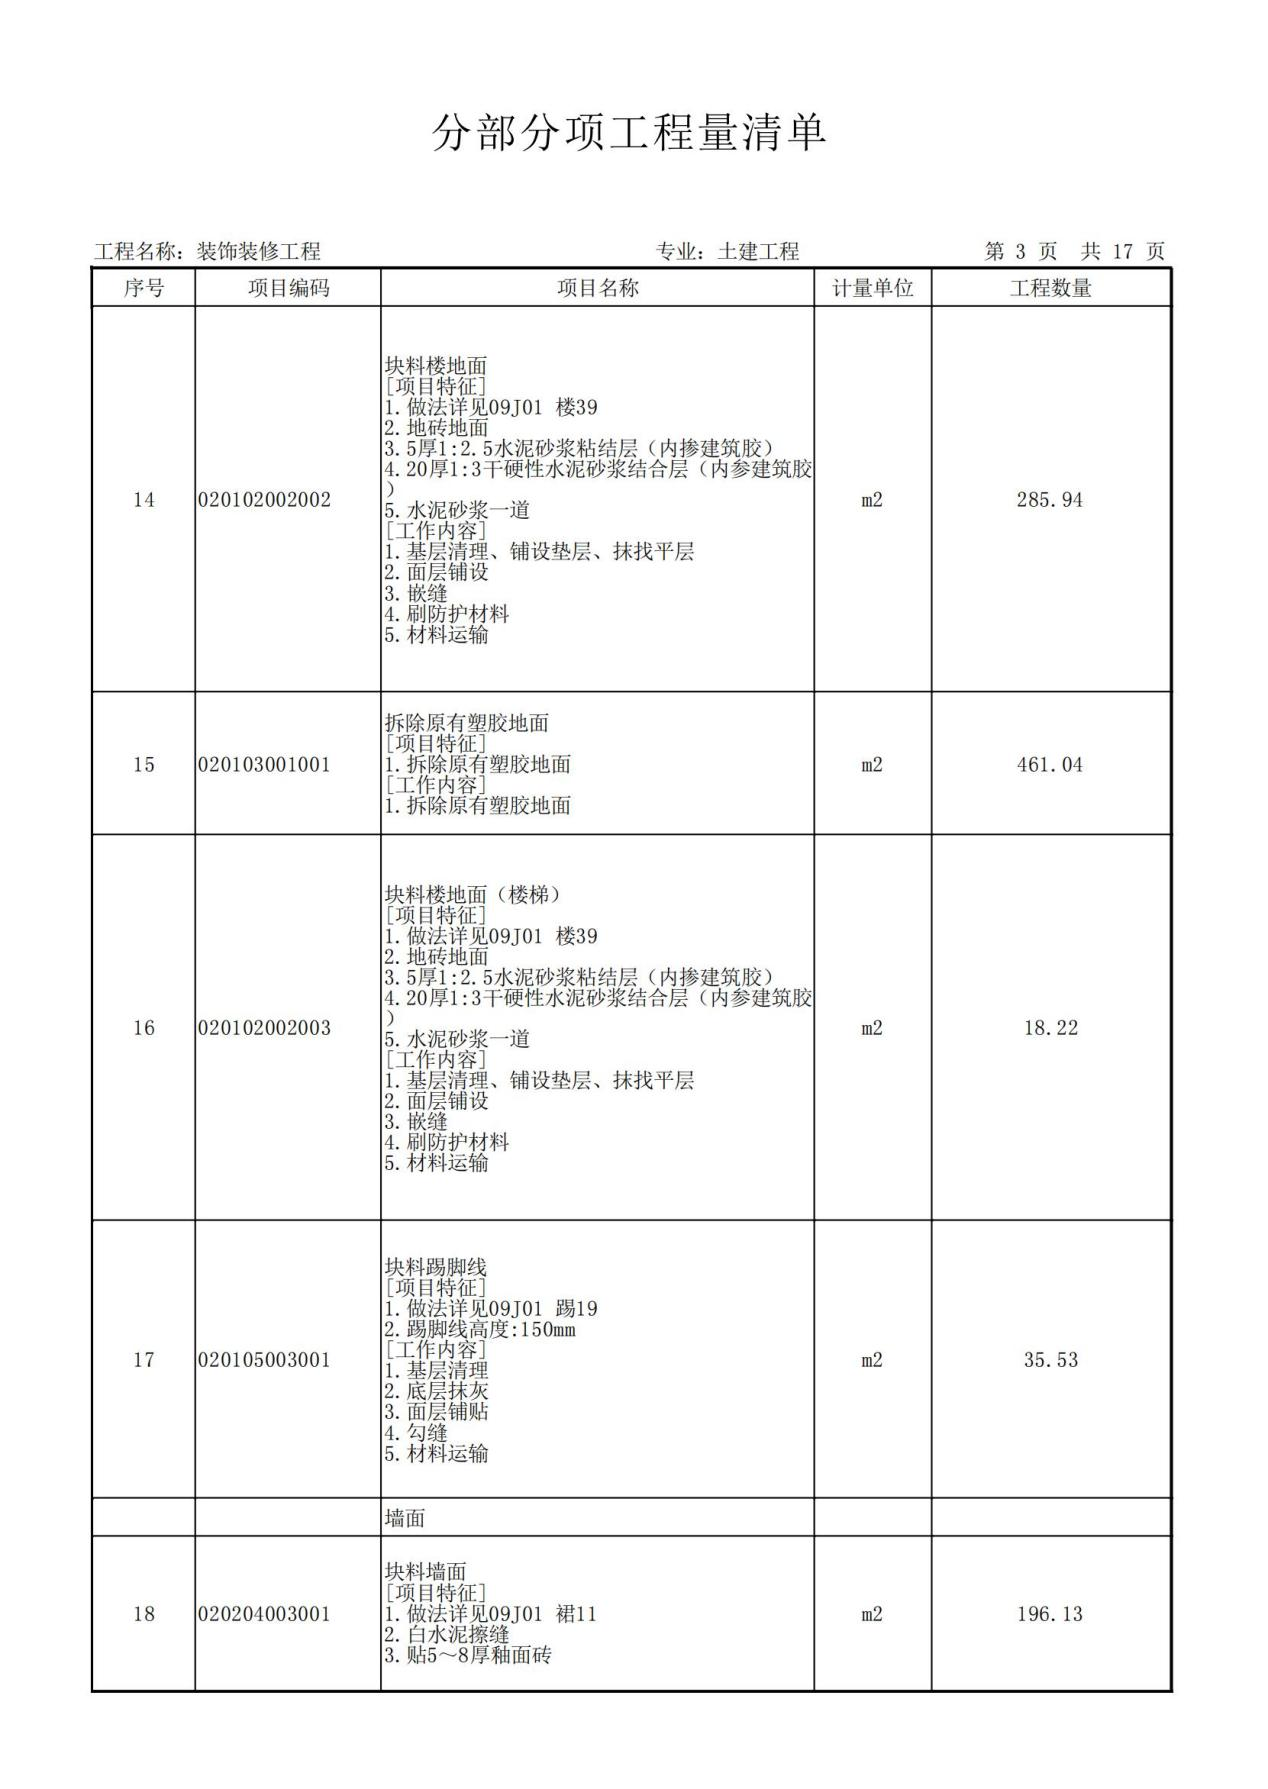 分部分项工程量清单
工程名称：装饰装修工程 专业：土建工程 第 3 页 共 17 页
序号 项目编码 项目名称 计量单位 工程数量
块料楼地面
[项目特征]
1.做法详见09J01 楼39
2.地砖地面
3.5厚1:2.5水泥砂浆粘结层（内掺建筑胶）
4.20厚1:3干硬性水泥砂浆结合层（内参建筑胶
）
14 020102002002 m2 285.94
5.水泥砂浆一道
[工作内容]
1.基层清理、铺设垫层、抹找平层
2.面层铺设
3.嵌缝
4.刷防护材料
5.材料运输
拆除原有塑胶地面
[项目特征]
15 020103001001 1.拆除原有塑胶地面 m2 461.04
[工作内容]
1.拆除原有塑胶地面
块料楼地面（楼梯）
[项目特征]
1.做法详见09J01 楼39
2.地砖地面
3.5厚1:2.5水泥砂浆粘结层（内掺建筑胶）
4.20厚1:3干硬性水泥砂浆结合层（内参建筑胶
）
16 020102002003 m2 18.22
5.水泥砂浆一道
[工作内容]
1.基层清理、铺设垫层、抹找平层
2.面层铺设
3.嵌缝
4.刷防护材料
5.材料运输
块料踢脚线
[项目特征]
1.做法详见09J01 踢19
2.踢脚线高度:150mm
[工作内容]
17 020105003001 m2 35.53
1.基层清理
2.底层抹灰
3.面层铺贴
4.勾缝
5.材料运输
墙面
块料墙面
[项目特征]
18 020204003001 1.做法详见09J01 裙11 m2 196.13
2.白水泥擦缝
3.贴5～8厚釉面砖